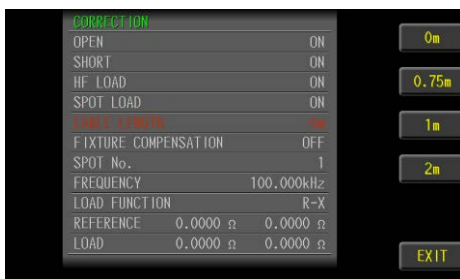 CORRECTION
OPEN ON
SHORT ON
HF LOAD ON
SPOT LOAD ON
CABLE LENGTH
FIXTURE COMPENSATION OFF
SPOT No. 1
FREQUENCY 100.000kHz
LOAD FUNCTION R-X
REFERENCE 0.0000 Ω 0.0000 Ω
LOAD 0.0000 Ω 0.0000 Ω
0m
0.75m
1m
2m
EXIT